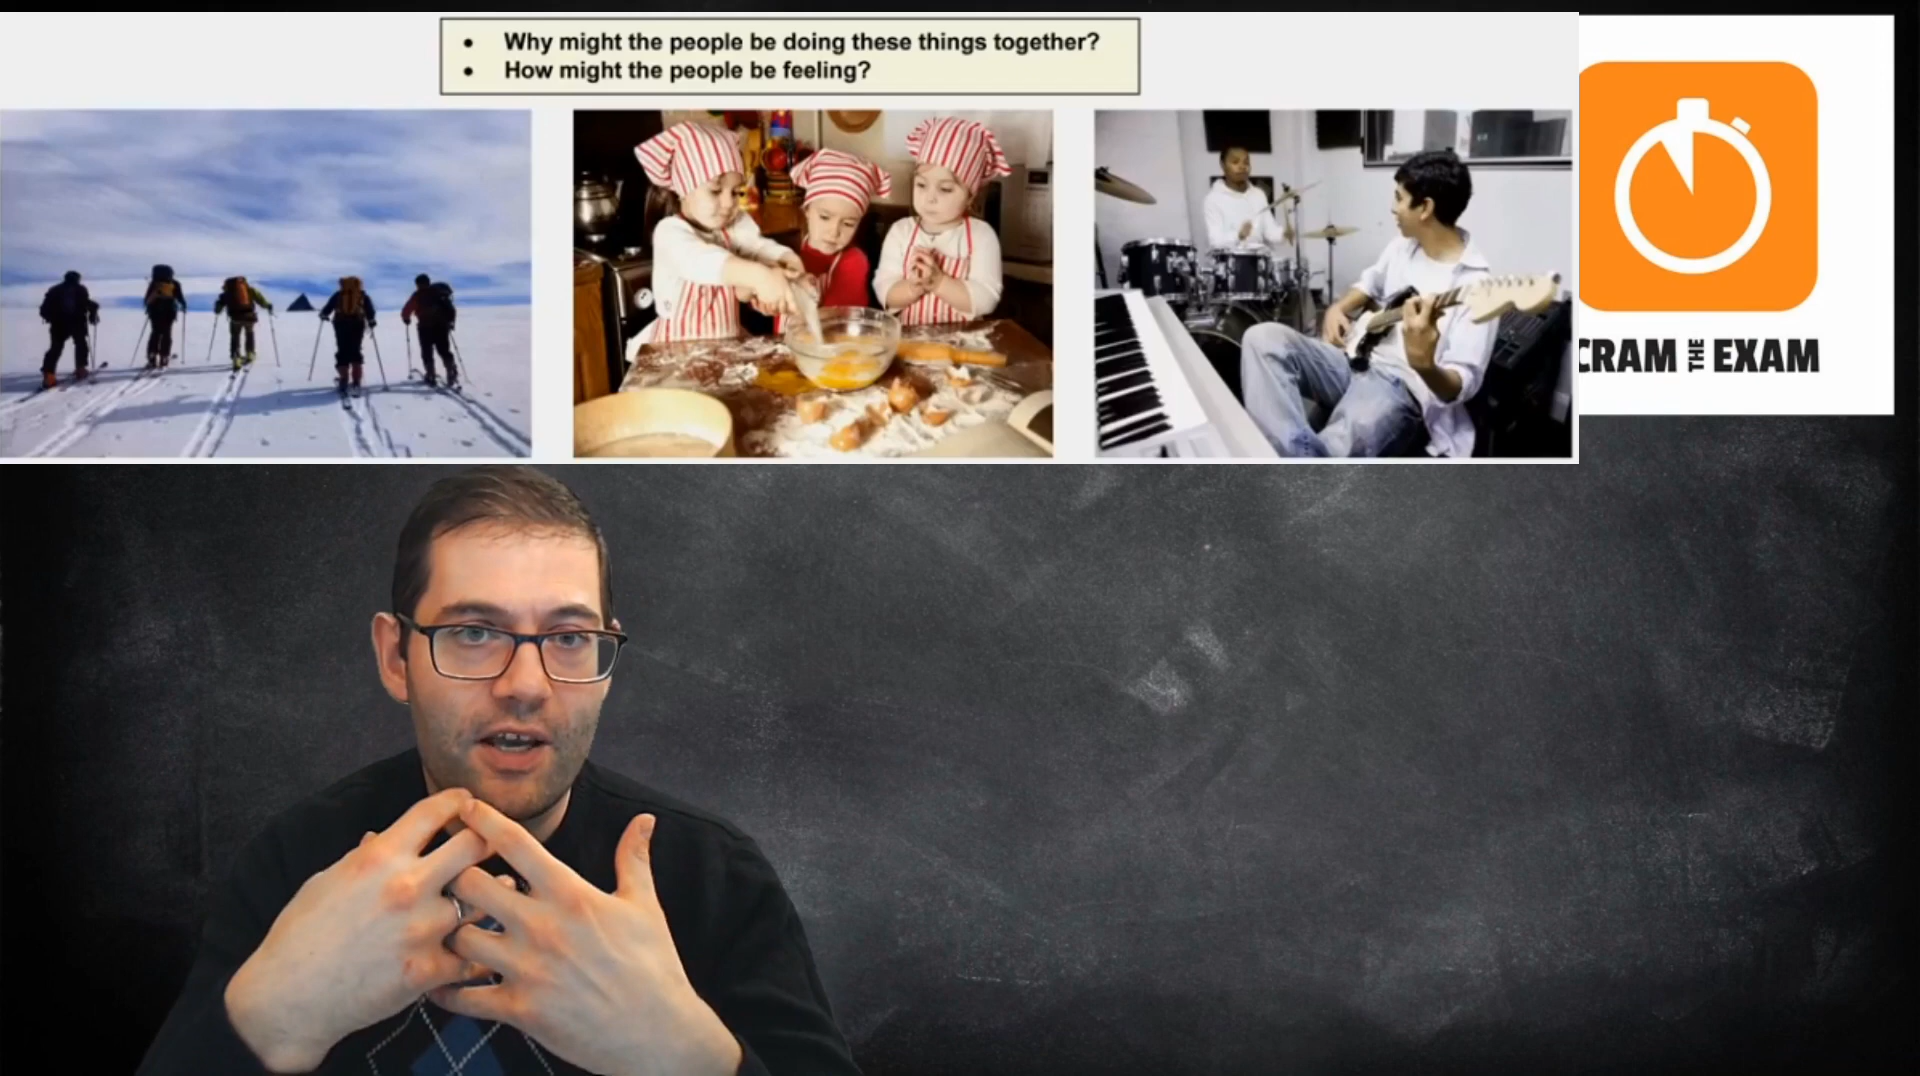 • Why might the people be doing these things together?
• How might the people be feeling?
CRAM THE EXAM